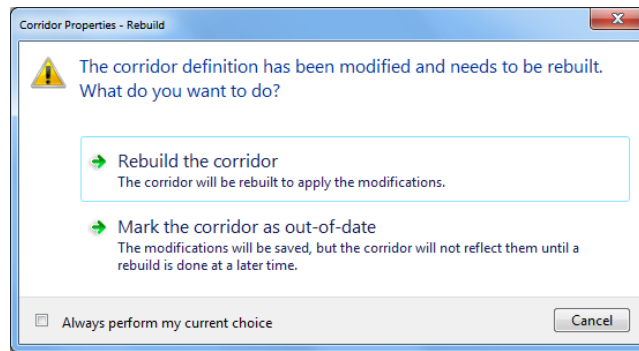 Corridor Properties - Rebuild
The corridor definition has been modified and needs to be rebuilt.
What do you want to do?
Rebuild the corridor
The corridor will be rebuilt to apply the modifications.
Mark the corridor as out-of-date
The modifications will be saved, but the corridor will not reflect them until a
rebuild is done at a later time.
Always perform my current choice
Cancel